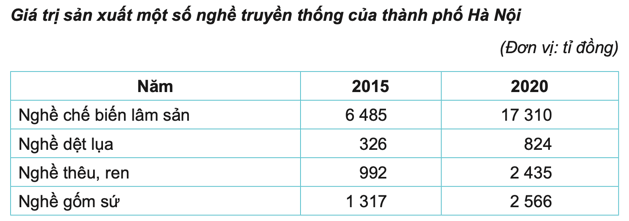 Giá trị sản xuất một số nghề truyền thống của thành phố Hà Nội
(Đơn vị: tỉ đồng)
Năm 2015 2020
Nghề chế biến lâm sản 6 485 17 310
Nghề dệt lụa 326 824
Nghề thêu, ren 992 2 435
Nghề gốm sứ 1 317 2 566